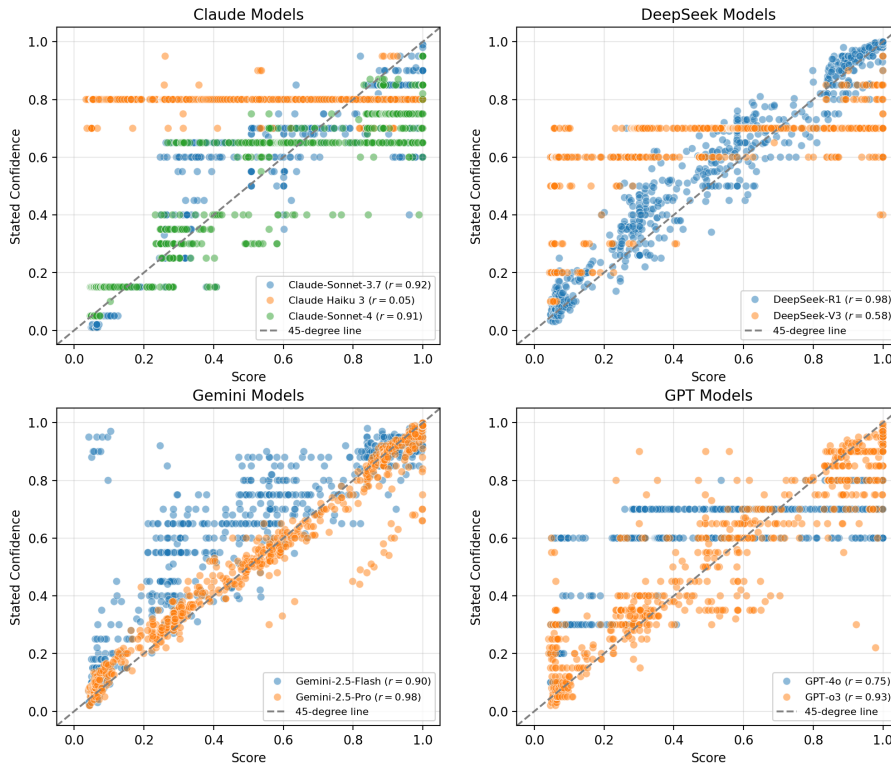 Claude Models
Stated Confidence
1.0
0.8
0.6
0.4
0.2
0.0
Claude-Sonnet-3.7 (r = 0.92)
Claude Haiku 3 (r = 0.05)
Claude-Sonnet-4 (r = 0.91)
45-degree line
0.0 0.2 0.4 0.6 0.8 1.0
Score
DeepSeek Models
Stated Confidence
1.0
0.8
0.6
0.4
0.2
0.0
DeepSeek-R1 (r = 0.98)
DeepSeek-V3 (r = 0.58)
45-degree line
0.0 0.2 0.4 0.6 0.8 1.0
Score
Gemini Models
Stated Confidence
1.0
0.8
0.6
0.4
0.2
0.0
Gemini-2.5-Flash (r = 0.90)
Gemini-2.5-Pro (r = 0.98)
45-degree line
0.0 0.2 0.4 0.6 0.8 1.0
Score
GPT Models
Stated Confidence
1.0
0.8
0.6
0.4
0.2
0.0
GPT-4o (r = 0.75)
GPT-o3 (r = 0.93)
45-degree line
0.0 0.2 0.4 0.6 0.8 1.0
Score